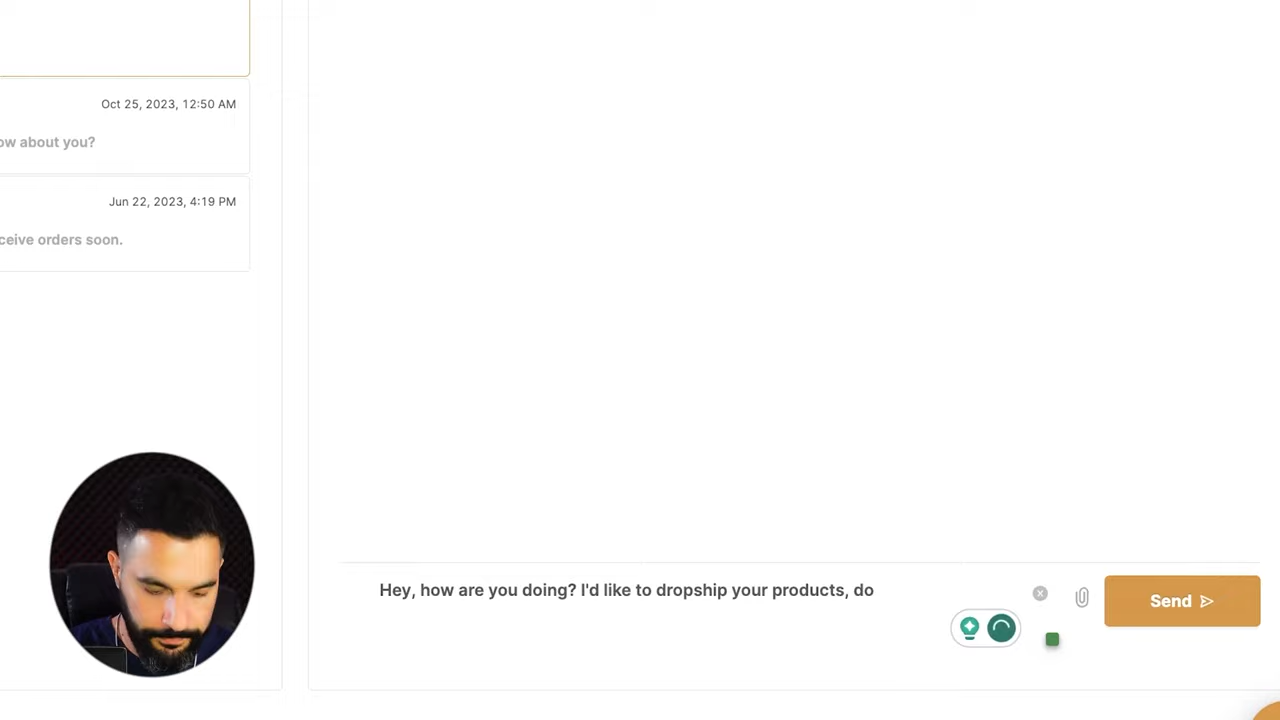 Oct 25, 2023, 12:50 AM
ow about you?
Jun 22, 2023, 4:19 PM
ceive orders soon.
Hey, how are you doing? I'd like to dropship your products, do
Send